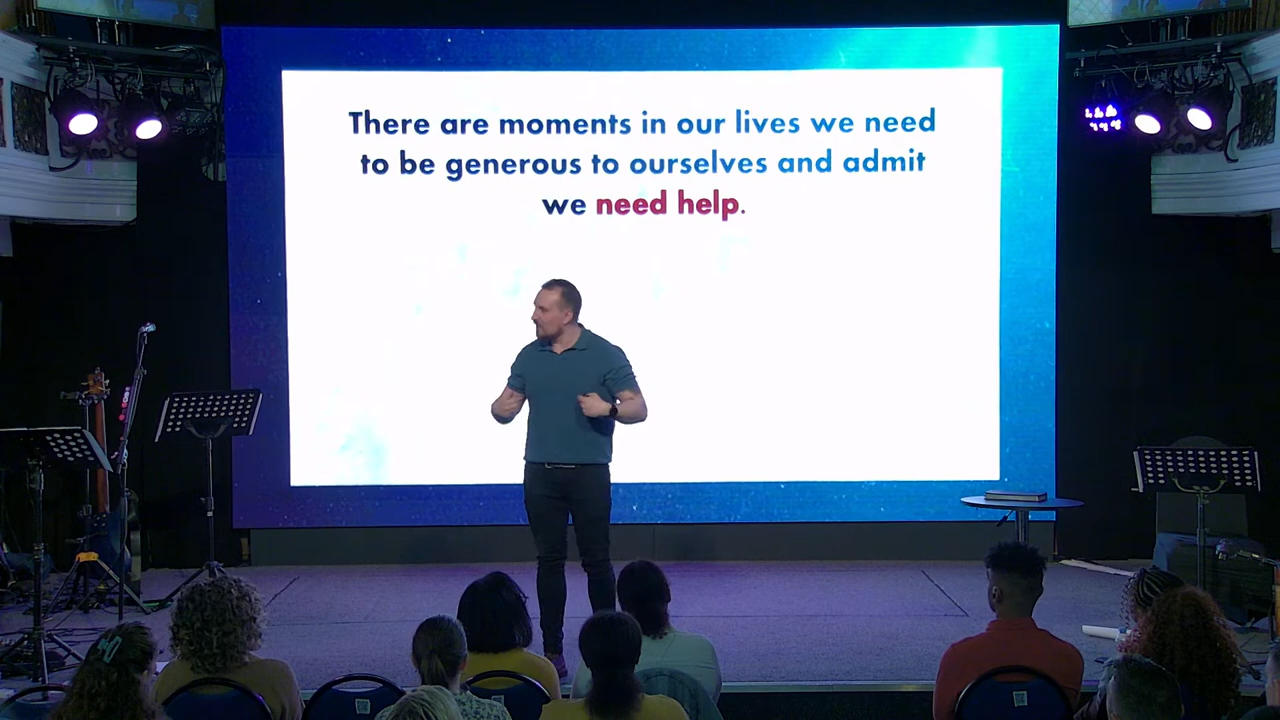 There are moments in our lives we need
to be generous to ourselves and admit
we need help.